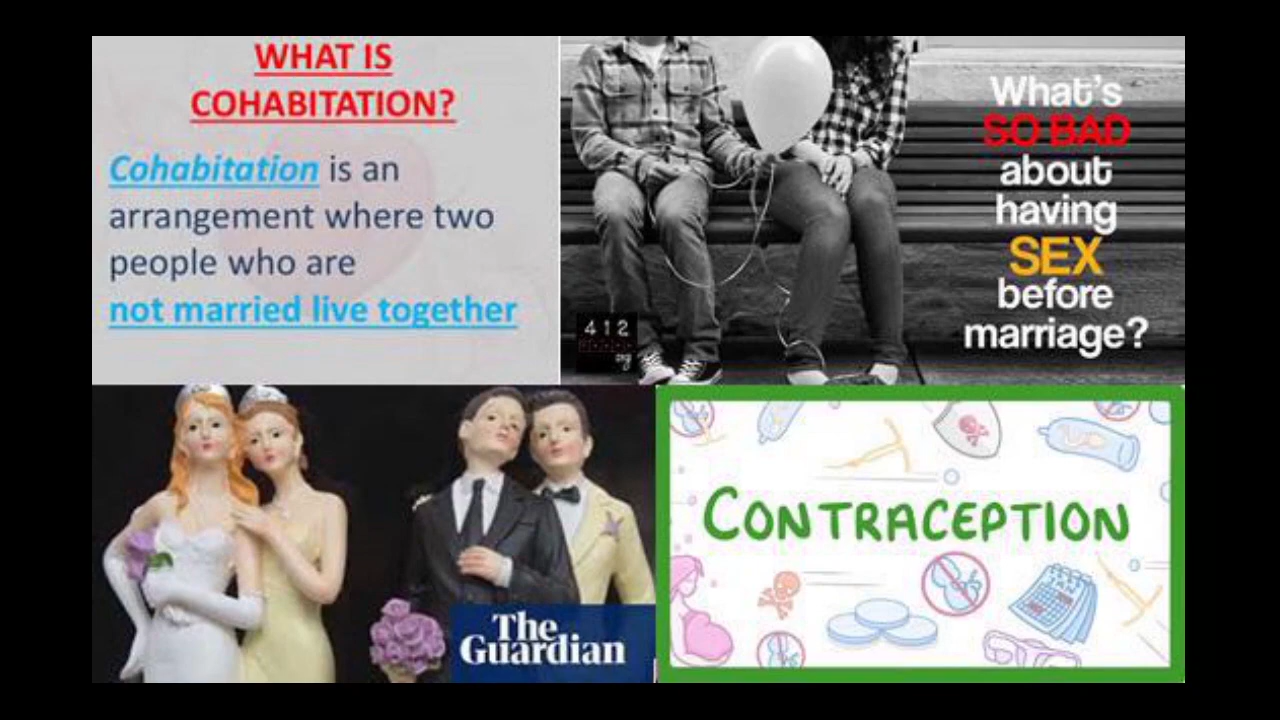 WHAT IS
COHABITATION?
Cohabitation is an
arrangement where two
people who are
not married live together
What's
SO BAD
about
having
SEX
before
marriage?
412
org
The
Guardian
CONTRACEPTION